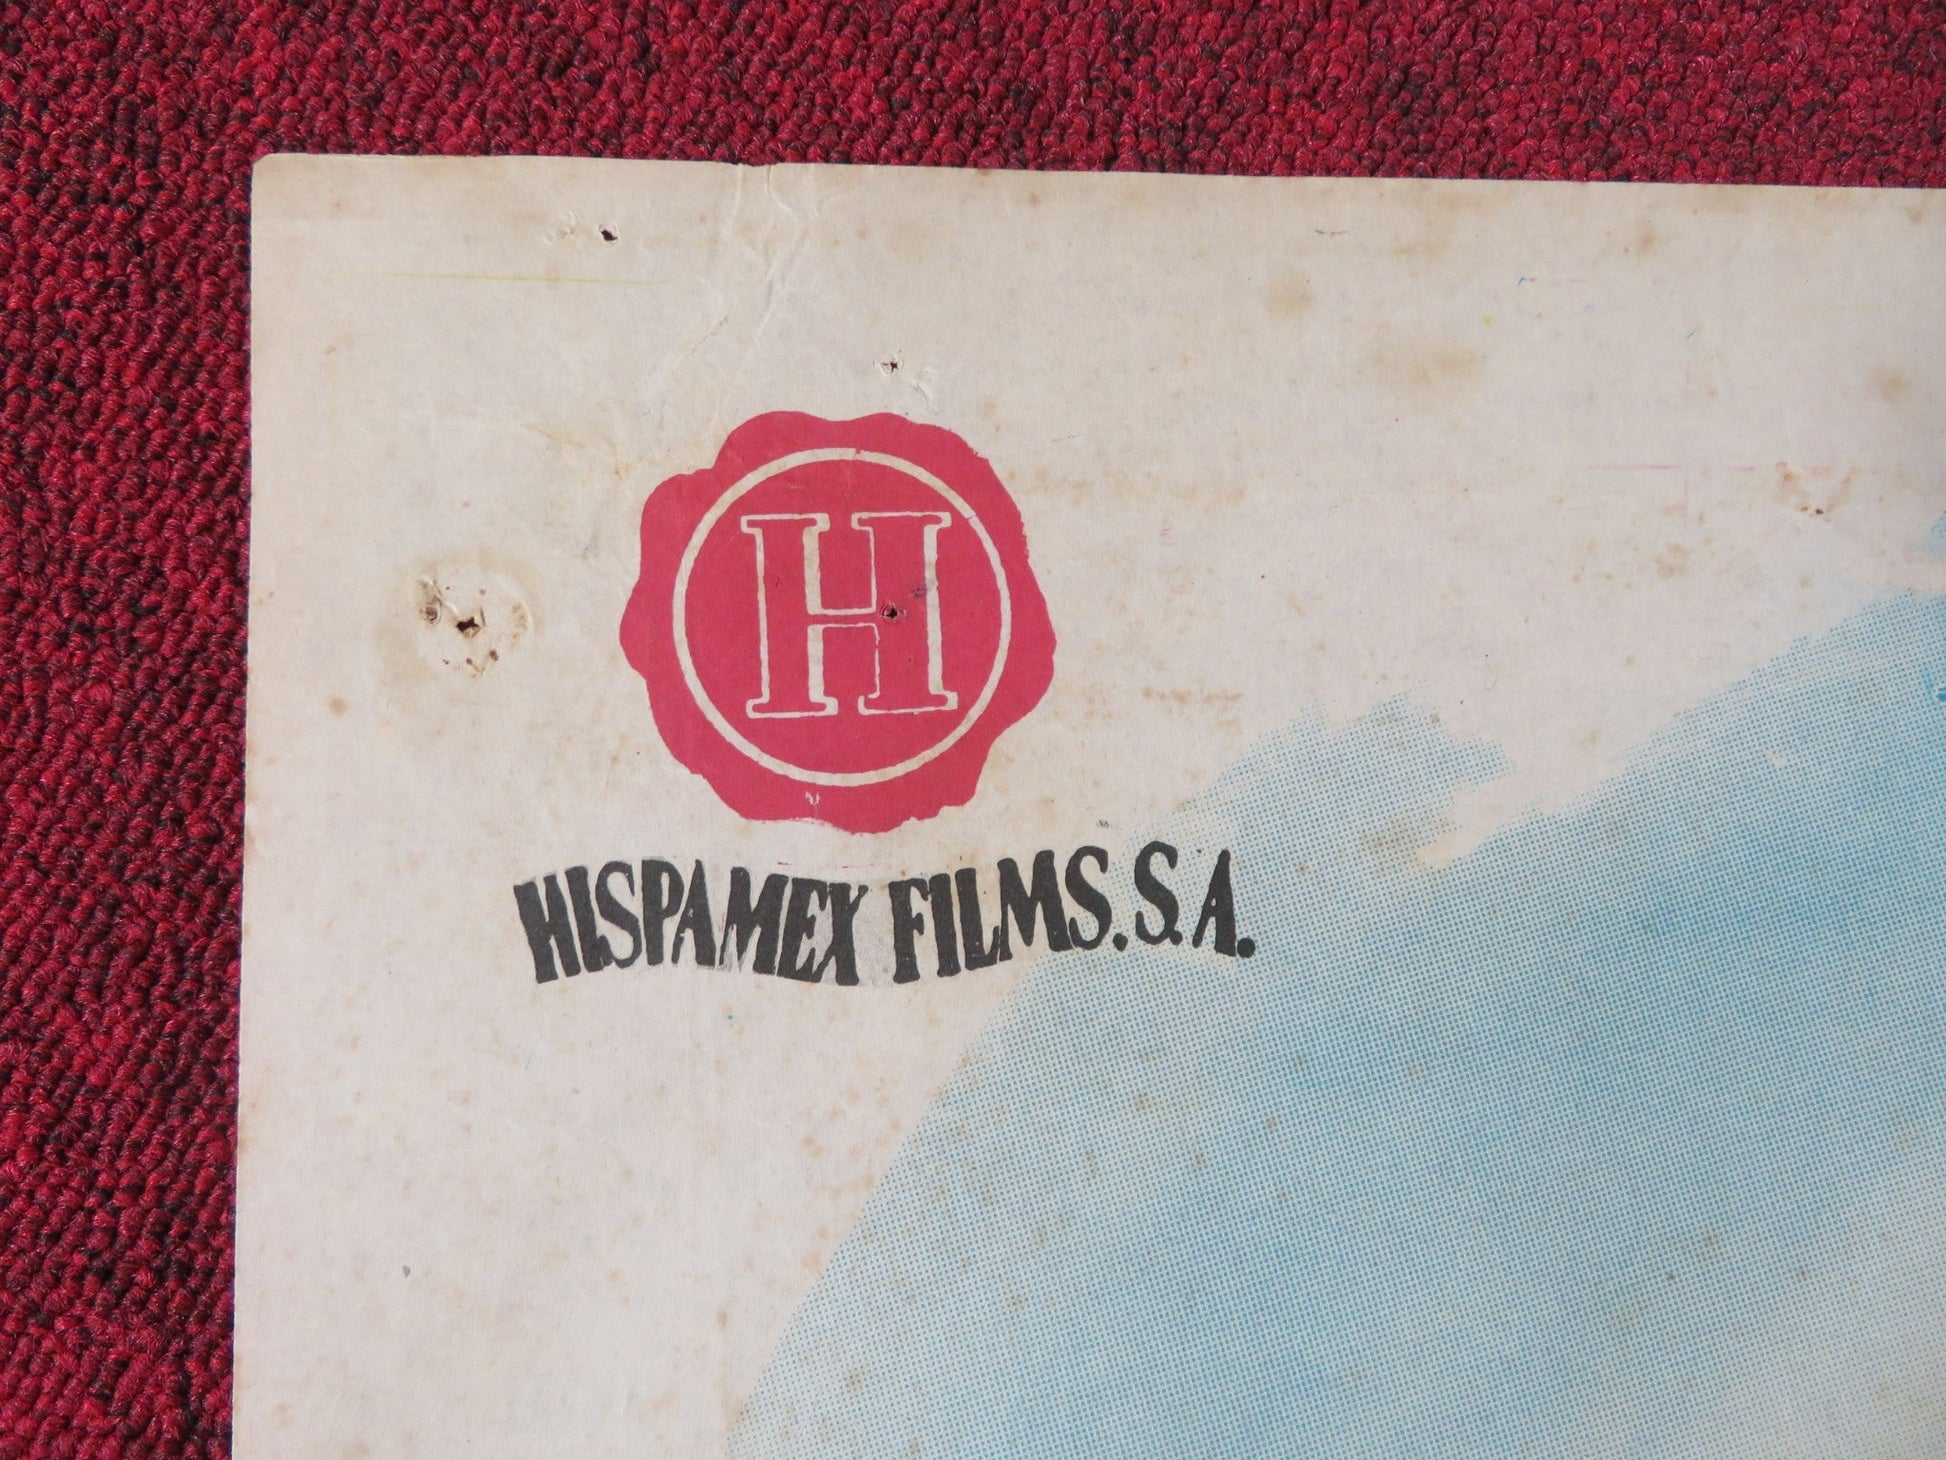 H
HISPAMEX FILMS. S. A.